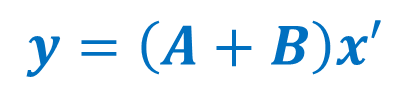 y = (A + B)x′